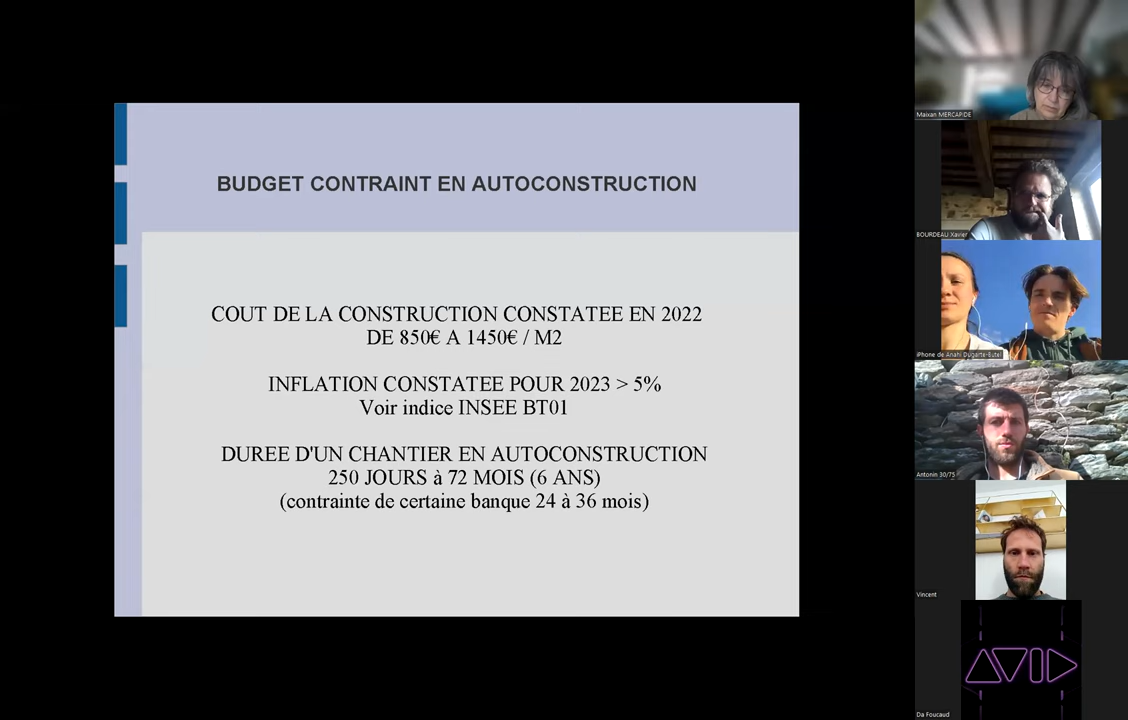 BUDGET CONTRAINT EN AUTOCONSTRUCTION
COUT DE LA CONSTRUCTION CONSTATEE EN 2022
DE 850€ A 1450€ / M2
INFLATION CONSTATEE POUR 2023 > 5%
Voir indice INSEE BT01
DUREE D'UN CHANTIER EN AUTOCONSTRUCTION
250 JOURS à 72 MOIS (6 ANS)
(contrainte de certaine banque 24 à 36 mois)
Maixan MERCAPIDE
BOURDEAU Xavier
iPhone de Anahi Dugarte-Eutel
Antonin 30/75
Vincent
AVID
Da Foucaud